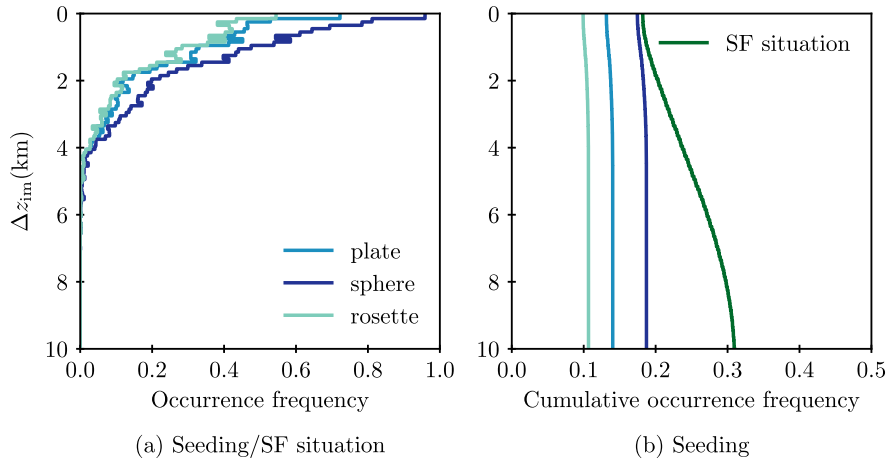 0
2
4
6
8
10
Δz_im(km)
0.0 0.2 0.4 0.6 0.8 1.0
Occurrence frequency
plate
sphere
rosette
(a) Seeding/SF situation
0
2
4
6
8
10
0.0 0.1 0.2 0.3 0.4 0.5
Cumulative occurrence frequency
SF situation
(b) Seeding